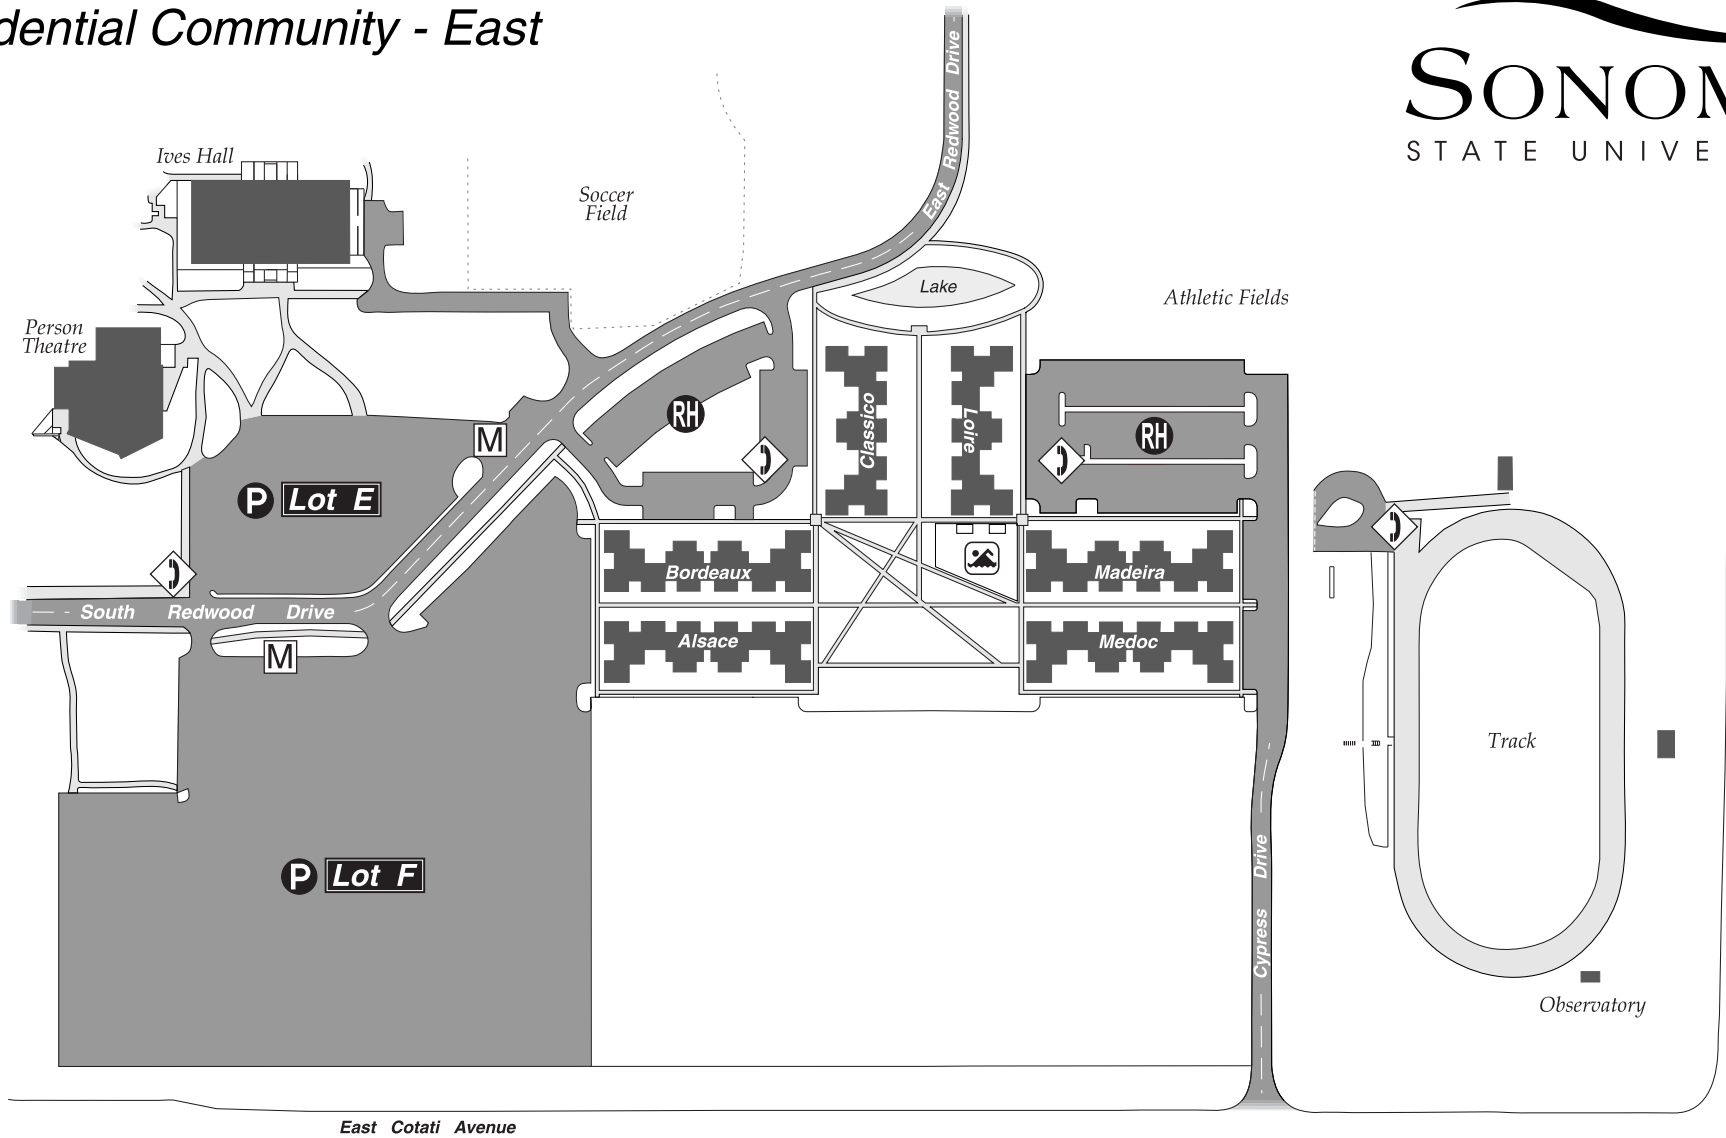 dential Community - East
SONOM
STATE UNIVE
East Redwood Drive
Ives Hall
Soccer
Field
Lake
Athletic Fields
Person
Theatre
Classico
Loire
RH
RH
M
P Lot E
Bordeaux
Madeira
South Redwood Drive
Alsace
Medoc
M
Track
P Lot F
Cypress Drive
Observatory
East Cotati Avenue